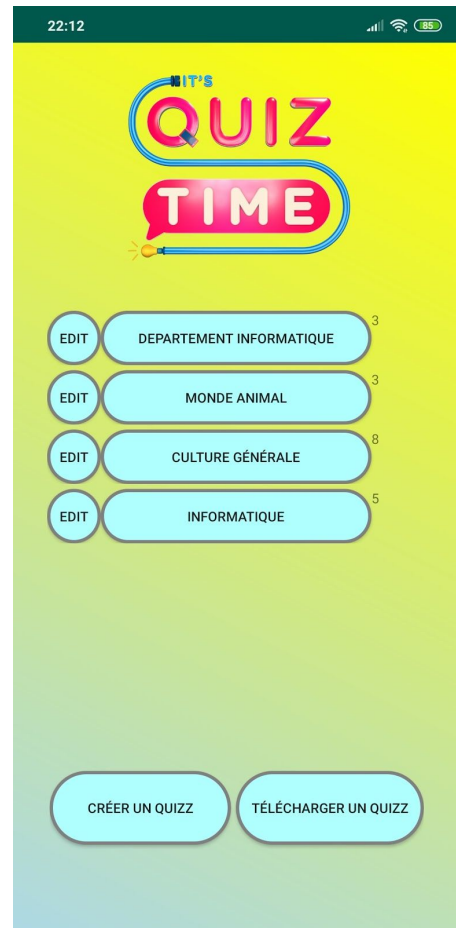 22:12
85
IT'S
QUIZ
TIME
EDIT DEPARTEMENT INFORMATIQUE 3
EDIT MONDE ANIMAL 3
EDIT CULTURE GÉNÉRALE 8
EDIT INFORMATIQUE 5
CRÉER UN QUIZZ TÉLÉCHARGER UN QUIZZ